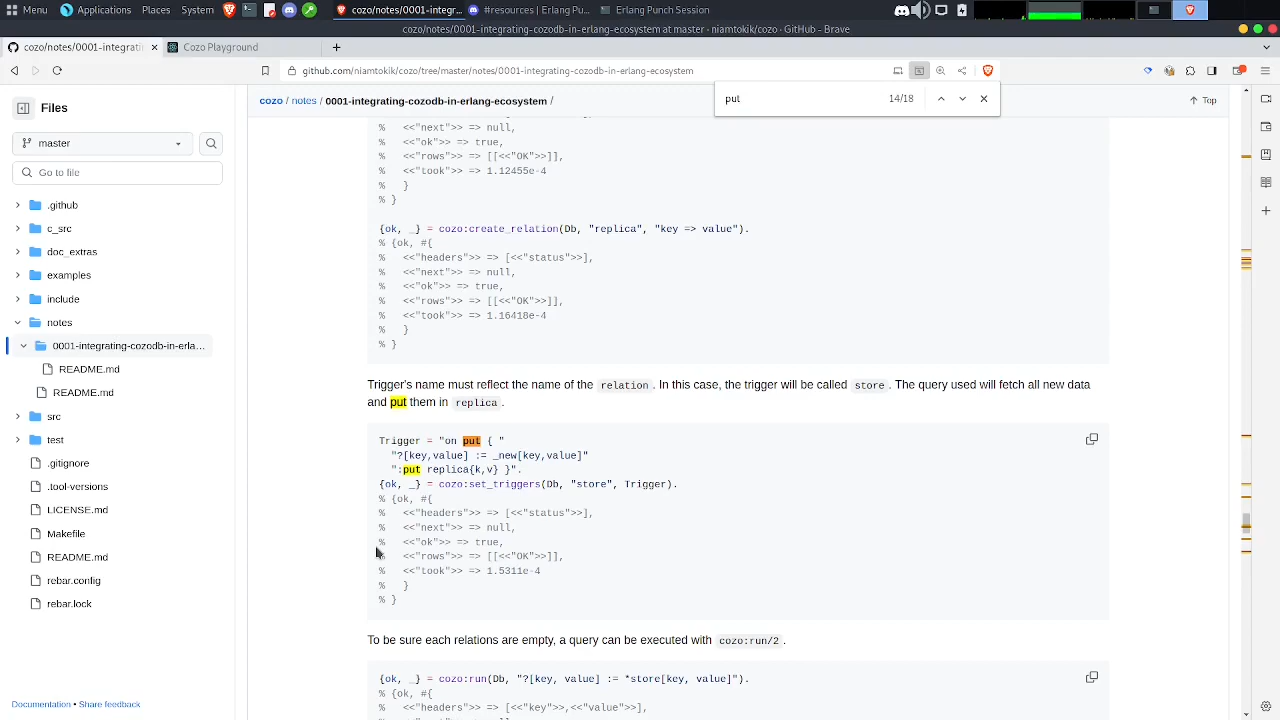 Menu Applications Places System cozo/notes/0001-integrat... #resources | Erlang Pu... Erlang Punch Session
cozo/notes/0001-integrating-cozodb-in-erlang-ecosystem at master · niamtokik/cozo · GitHub - Brave
cozo/notes/0001-integrati Cozo Playground
github.com/niamtokik/cozo/tree/master/notes/0001-integrating-cozodb-in-erlang-ecosystem
put 14/18
Files
cozo / notes / 0001-integrating-cozodb-in-erlang-ecosystem /
Top
master
Go to file
.github
c_src
doc_extras
examples
include
notes
0001-integrating-cozodb-in-erla...
README.md
README.md
src
test
.gitignore
.tool-versions
LICENSE.md
Makefile
README.md
rebar.config
rebar.lock
Documentation • Share feedback
%   <<"next">> => null,
%   <<"ok">> => true,
%   <<"rows">> => [[<<"OK">>]],
%   <<"took">> => 1.12455e-4
%   }
% }
{ok, _} = cozo:create_relation(Db, "replica", "key => value").
% {ok, #{
%   <<"headers">> => [<<"status">>],
%   <<"next">> => null,
%   <<"ok">> => true,
%   <<"rows">> => [[<<"OK">>]],
%   <<"took">> => 1.16418e-4
%   }
% }
Trigger's name must reflect the name of the relation. In this case, the trigger will be called store. The query used will fetch all new data
and put them in replica.
Trigger = "on put { "
"?[key,value] := _new[key,value]"
":put replica{k,v} }".
{ok, _} = cozo:set_triggers(Db, "store", Trigger).
% {ok, #{
%   <<"headers">> => [<<"status">>],
%   <<"next">> => null,
%   <<"ok">> => true,
%   <<"rows">> => [[<<"OK">>]],
%   <<"took">> => 1.5311e-4
%   }
% }
To be sure each relations are empty, a query can be executed with cozo:run/2.
{ok, _} = cozo:run(Db, "?[key, value] := *store[key, value]").
% {ok, #{
%   <<"headers">> => [<<"key">>,<<"value">>],